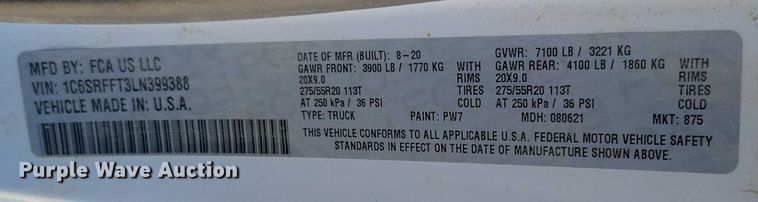 MFD BY: FCA US LLC
VIN: 1C6SRFFT3LN399388
VEHICLE MADE IN U.S.A.
DATE OF MFR (BUILT): 8-20
GAWR FRONT: 3900 LB / 1770 KG WITH
20X9.0 RIMS
275/55R20 113T
AT 250 kPa / 36 PSI
TYPE: TRUCK PAINT: PW7
GVWR: 7100 LB / 3221 KG
GAWR REAR: 4100 LB / 1860 KG WITH
20X9.0 RIMS
275/55R20 113T
AT 250 kPa / 36 PSI
MDH: 080621 MKT: 875
THIS VEHICLE CONFORMS TO ALL APPLICABLE U.S.A. FEDERAL MOTOR VEHICLE SAFETY
STANDARDS IN EFFECT ON THE DATE OF MANUFACTURE SHOWN ABOVE.
Purple Wave Auction